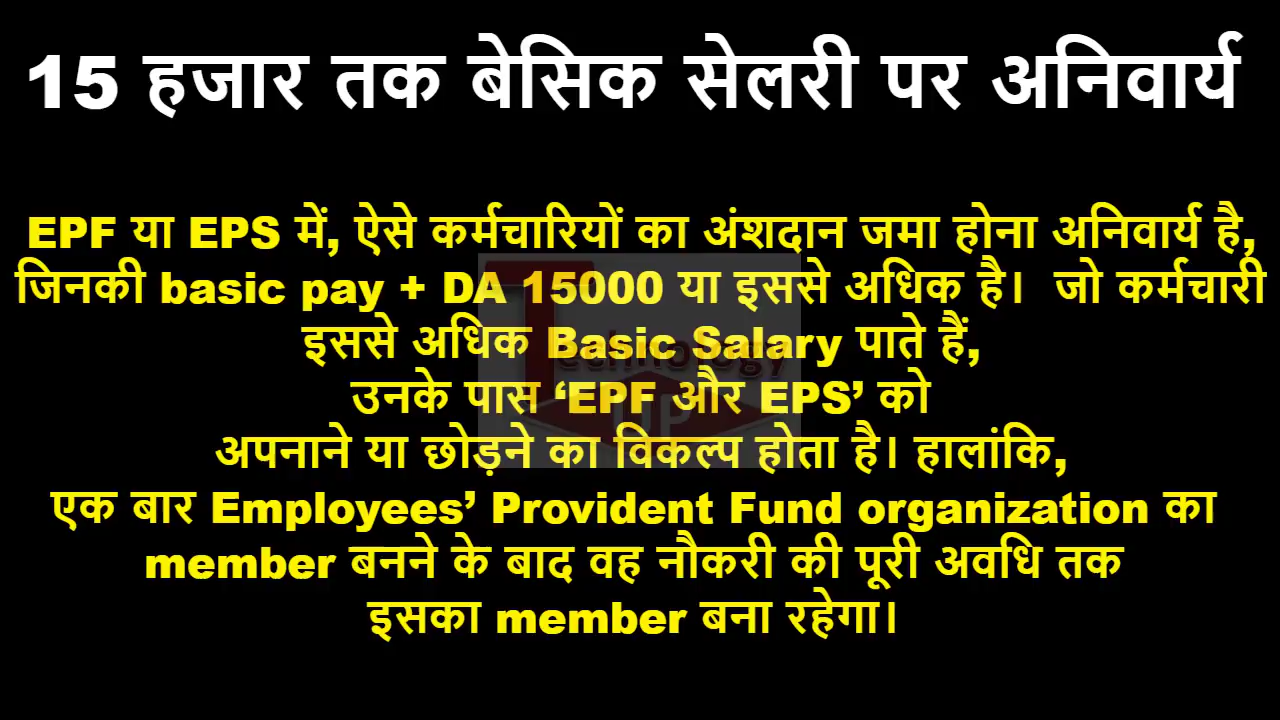 15 हजार तक बेसिक सेलरी पर अनिवार्य
EPF या EPS में, ऐसे कर्मचारियों का अंशदान जमा होना अनिवार्य है,
जिनकी basic pay + DA 15000 या इससे अधिक है। जो कर्मचारी
इससे अधिक Basic Salary पाते हैं,
उनके पास ‘EPF और EPS’ को
अपनाने या छोड़ने का विकल्प होता है। हालांकि,
एक बार Employees’ Provident Fund organization का
member बनने के बाद वह नौकरी की पूरी अवधि तक
इसका member बना रहेगा।
Technology
UP